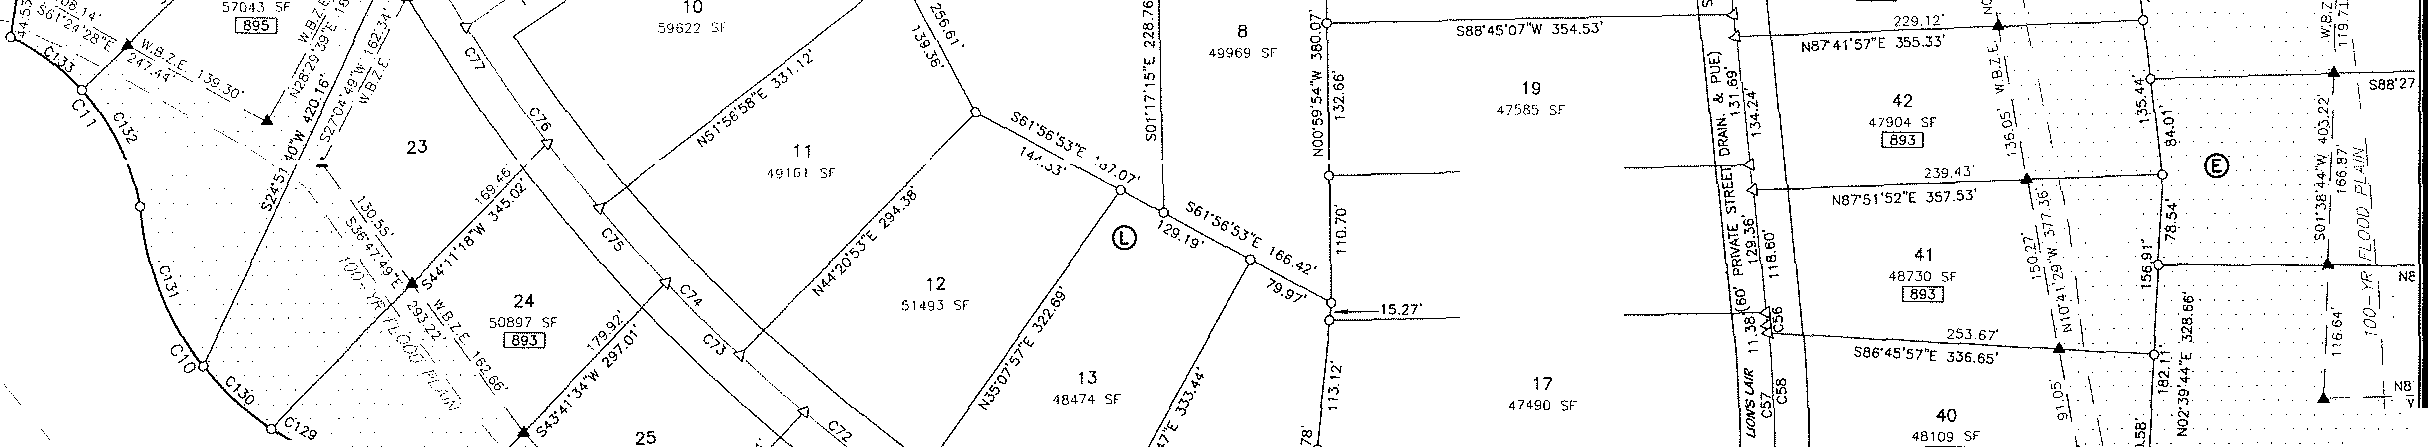 57043 SF
895
S61°24'28"E
W.B.Z.E. 139.30'
247.44'
C133
C11
C132
C131
C10
C130
C129
N28°29'39"E
S27°04'49"W 162.34'
W.B.Z.E.
420.16'
23
130.55'
S36°47'49"E
293.22'
W.B.Z.E. 162.66'
100-YR FLOOD PLAIN
169.46'
S44°11'18"W 345.02'
24
50897 SF
893
179.92'
S43°41'34"W 297.01'
25
C77
C76
C75
C74
C73
C72
10
59622 SF
N51°58'58"E 331.12'
11
49161 SF
256.61'
139.36'
N44°20'53"E 294.38'
12
51493 SF
S61°56'53"E
L
N35°07'57"E 322.69'
13
48474 SF
333.44'
S01°17'15"E 228.76'
8
49969 SF
S61°56'53"E 166.42'
129.19'
79.97'
N00°59'54"W 380.07'
132.66'
110.70'
15.27'
113.12'
S88°45'07"W 354.53'
19
47585 SF
17
47490 SF
LIONS LAIR
(60' PRIVATE STREET DRAIN. & PUE)
131.69'
134.24'
129.36'
118.60'
11.38'
C56
C57
C58
229.12'
N87°41'57"E 355.33'
42
47904 SF
893
239.43'
N87°51'52"E 357.53'
41
48730 SF
893
253.67'
S86°45'57"E 336.65'
40
48109 SF
W.B.Z.E.
136.05'
150.27'
N10°41'29"W 377.36'
91.05
135.44'
84.01'
78.54'
156.91'
182.11'
N02°39'44"E 328.66'
E
119.71
S88°27
S01°38'44"W 403.22'
166.87'
116.64'
100-YR FLOOD PLAIN
N8
N8